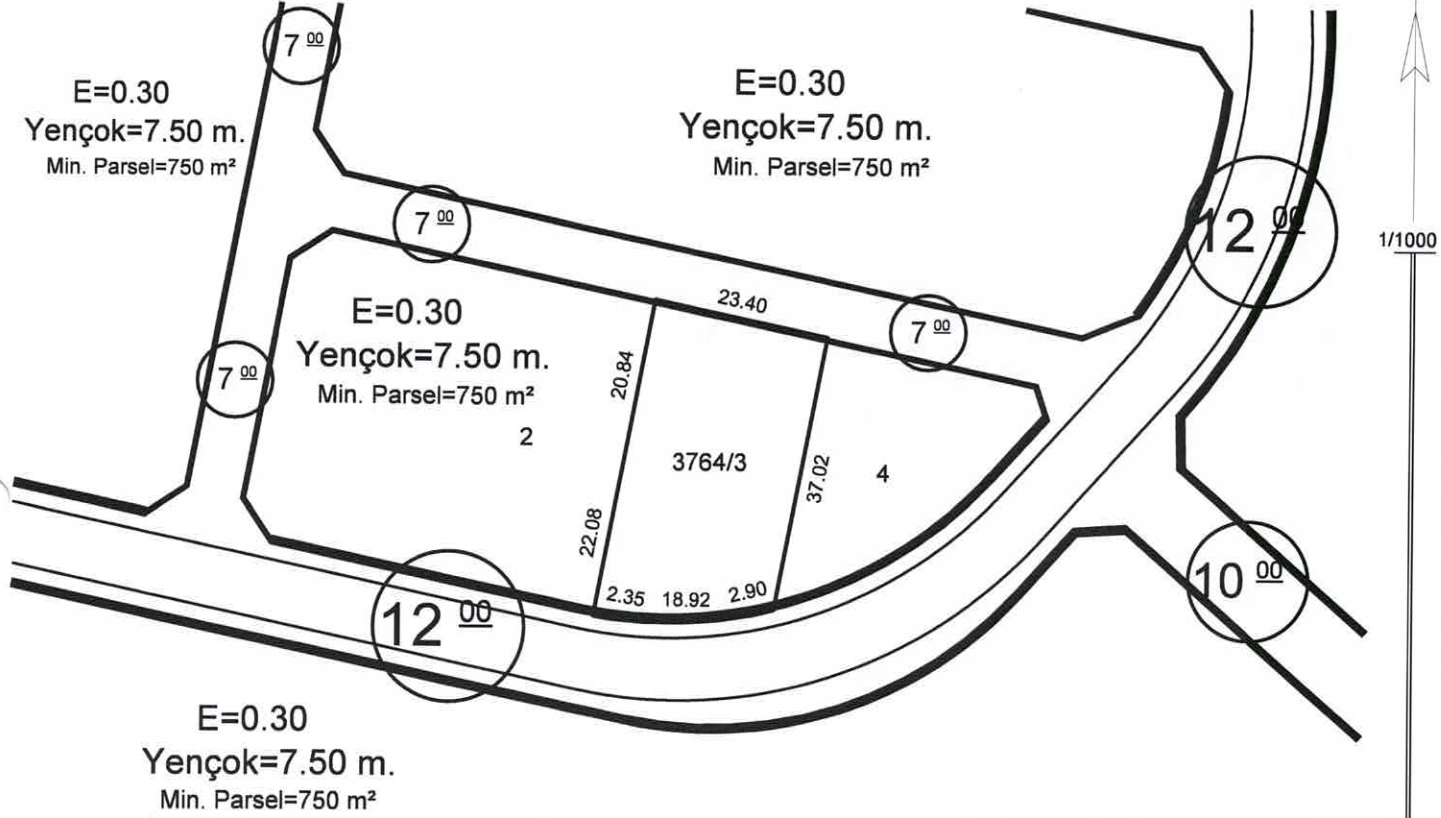 7 00
E=0.30
Yençok=7.50 m.
Min. Parsel=750 m²
E=0.30
Yençok=7.50 m.
Min. Parsel=750 m²
7 00
12 00
1/1000
23.40
7 00
E=0.30
Yençok=7.50 m.
Min. Parsel=750 m²
7 00
20.84
2
3764/3
37.02
4
22.08
2.35 18.92 2.90
12 00
10 00
E=0.30
Yençok=7.50 m.
Min. Parsel=750 m²